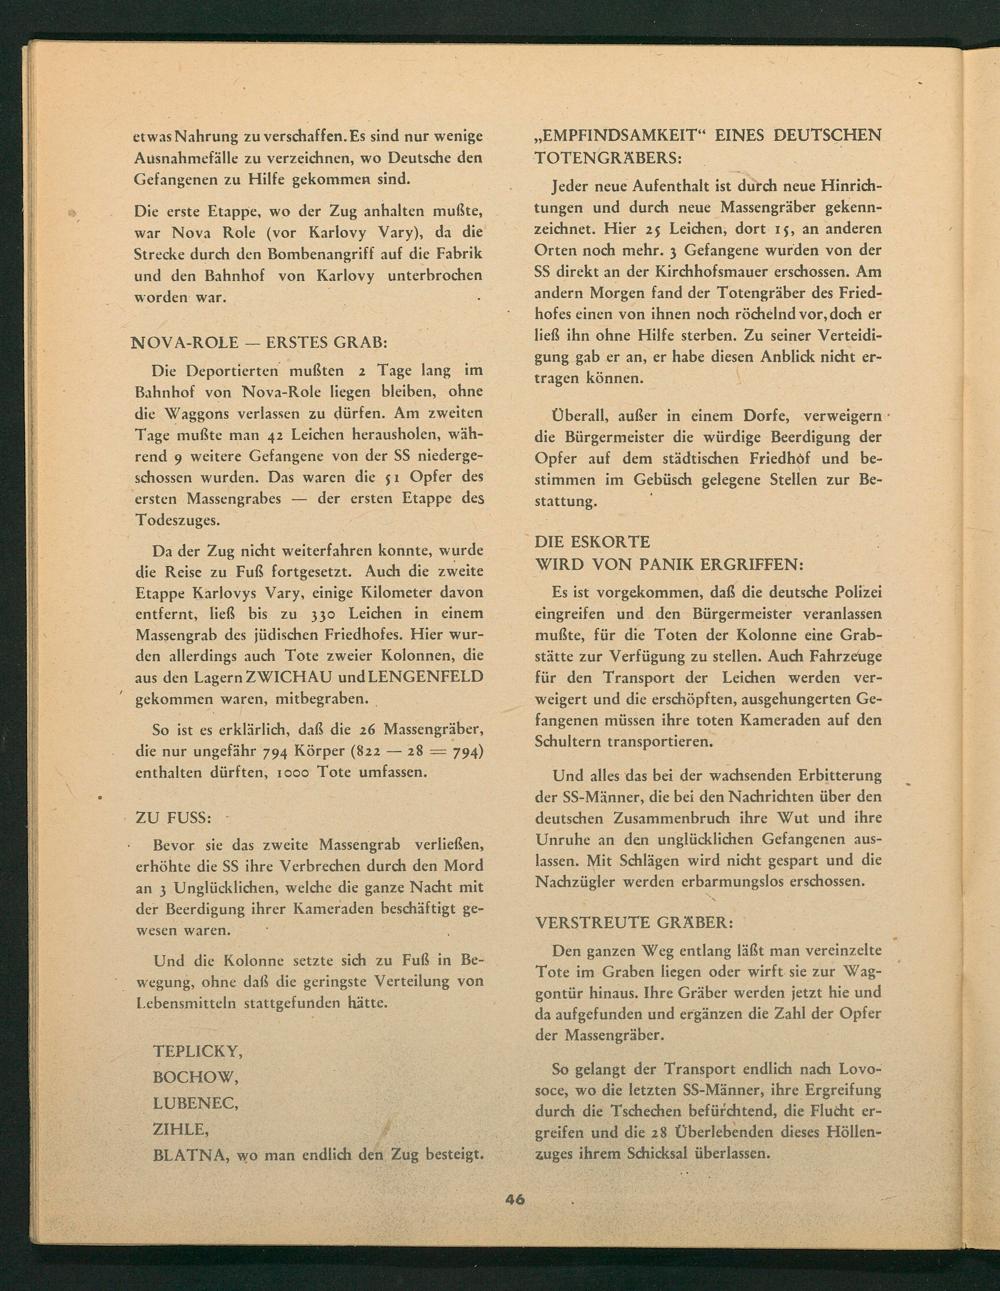 etwas Nahrung zu verschaffen. Es sind nur wenige
Ausnahmefälle zu verzeichnen, wo Deutsche den
Gefangenen zu Hilfe gekommen sind.
Die erste Etappe, wo der Zug anhalten mußte,
war Nova Role (vor Karlovy Vary), da die
Strecke durch den Bombenangriff auf die Fabrik
und den Bahnhof von Karlovy unterbrochen
worden war.
NOVA-ROLE — ERSTES GRAB:
Die Deportierten mußten 2 Tage lang im
Bahnhof von Nova-Role liegen bleiben, ohne
die Waggons verlassen zu dürfen. Am zweiten
Tage mußte man 42 Leichen herausholen, wäh-
rend 9 weitere Gefangene von der SS niederge-
schossen wurden. Das waren die 51 Opfer des
ersten Massengrabes — der ersten Etappe des
Todeszuges.
Da der Zug nicht weiterfahren konnte, wurde
die Reise zu Fuß fortgesetzt. Auch die zweite
Etappe Karlovys Vary, einige Kilometer davon
entfernt, ließ bis zu 330 Leichen in einem
Massengrab des jüdischen Friedhofes. Hier wur-
den allerdings auch Tote zweier Kolonnen, die
aus den Lagern ZWICHAU und LENGENFELD
gekommen waren, mitbegraben.
So ist es erklärlich, daß die 26 Massengräber,
die nur ungefähr 794 Körper (822 — 28 = 794)
enthalten dürften, 1000 Tote umfassen.
ZU FUSS:
Bevor sie das zweite Massengrab verließen,
erhöhte die SS ihre Verbrechen durch den Mord
an 3 Unglücklichen, welche die ganze Nacht mit
der Beerdigung ihrer Kameraden beschäftigt ge-
wesen waren.
Und die Kolonne setzte sich zu Fuß in Be-
wegung, ohne daß die geringste Verteilung von
Lebensmitteln stattgefunden hätte.
TEPLICKY,
BOCHOW,
LUBENEC,
ZIHLE,
BLATNA, wo man endlich den Zug besteigt.
„EMPFINDSAMKEIT“ EINES DEUTSCHEN
TOTENGRÄBERS:
Jeder neue Aufenthalt ist durch neue Hinrich-
tungen und durch neue Massengräber gekenn-
zeichnet. Hier 25 Leichen, dort 15, an anderen
Orten noch mehr. 3 Gefangene wurden von der
SS direkt an der Kirchhofsmauer erschossen. Am
andern Morgen fand der Totengräber des Fried-
hofes einen von ihnen noch röchelnd vor, doch er
ließ ihn ohne Hilfe sterben. Zu seiner Verteidi-
gung gab er an, er habe diesen Anblick nicht er-
tragen können.
Überall, außer in einem Dorfe, verweigern
die Bürgermeister die würdige Beerdigung der
Opfer auf dem städtischen Friedhof und be-
stimmen im Gebüsch gelegene Stellen zur Be-
stattung.
DIE ESKORTE
WIRD VON PANIK ERGRIFFEN:
Es ist vorgekommen, daß die deutsche Polizei
eingreifen und den Bürgermeister veranlassen
mußte, für die Toten der Kolonne eine Grab-
stätte zur Verfügung zu stellen. Auch Fahrzeuge
für den Transport der Leichen werden ver-
weigert und die erschöpften, ausgehungerten Ge-
fangenen müssen ihre toten Kameraden auf den
Schultern transportieren.
Und alles das bei der wachsenden Erbitterung
der SS-Männer, die bei den Nachrichten über den
deutschen Zusammenbruch ihre Wut und ihre
Unruhe an den unglücklichen Gefangenen aus-
lassen. Mit Schlägen wird nicht gespart und die
Nachzügler werden erbarmungslos erschossen.
VERSTREUTE GRÄBER:
Den ganzen Weg entlang läßt man vereinzelte
Tote im Graben liegen oder wirft sie zur Wag-
gontür hinaus. Ihre Gräber werden jetzt hie und
da aufgefunden und ergänzen die Zahl der Opfer
der Massengräber.
So gelangt der Transport endlich nach Lovo-
soce, wo die letzten SS-Männer, ihre Ergreifung
durch die Tschechen befürchtend, die Flucht er-
greifen und die 28 Überlebenden dieses Höllen-
zuges ihrem Schicksal überlassen.
46